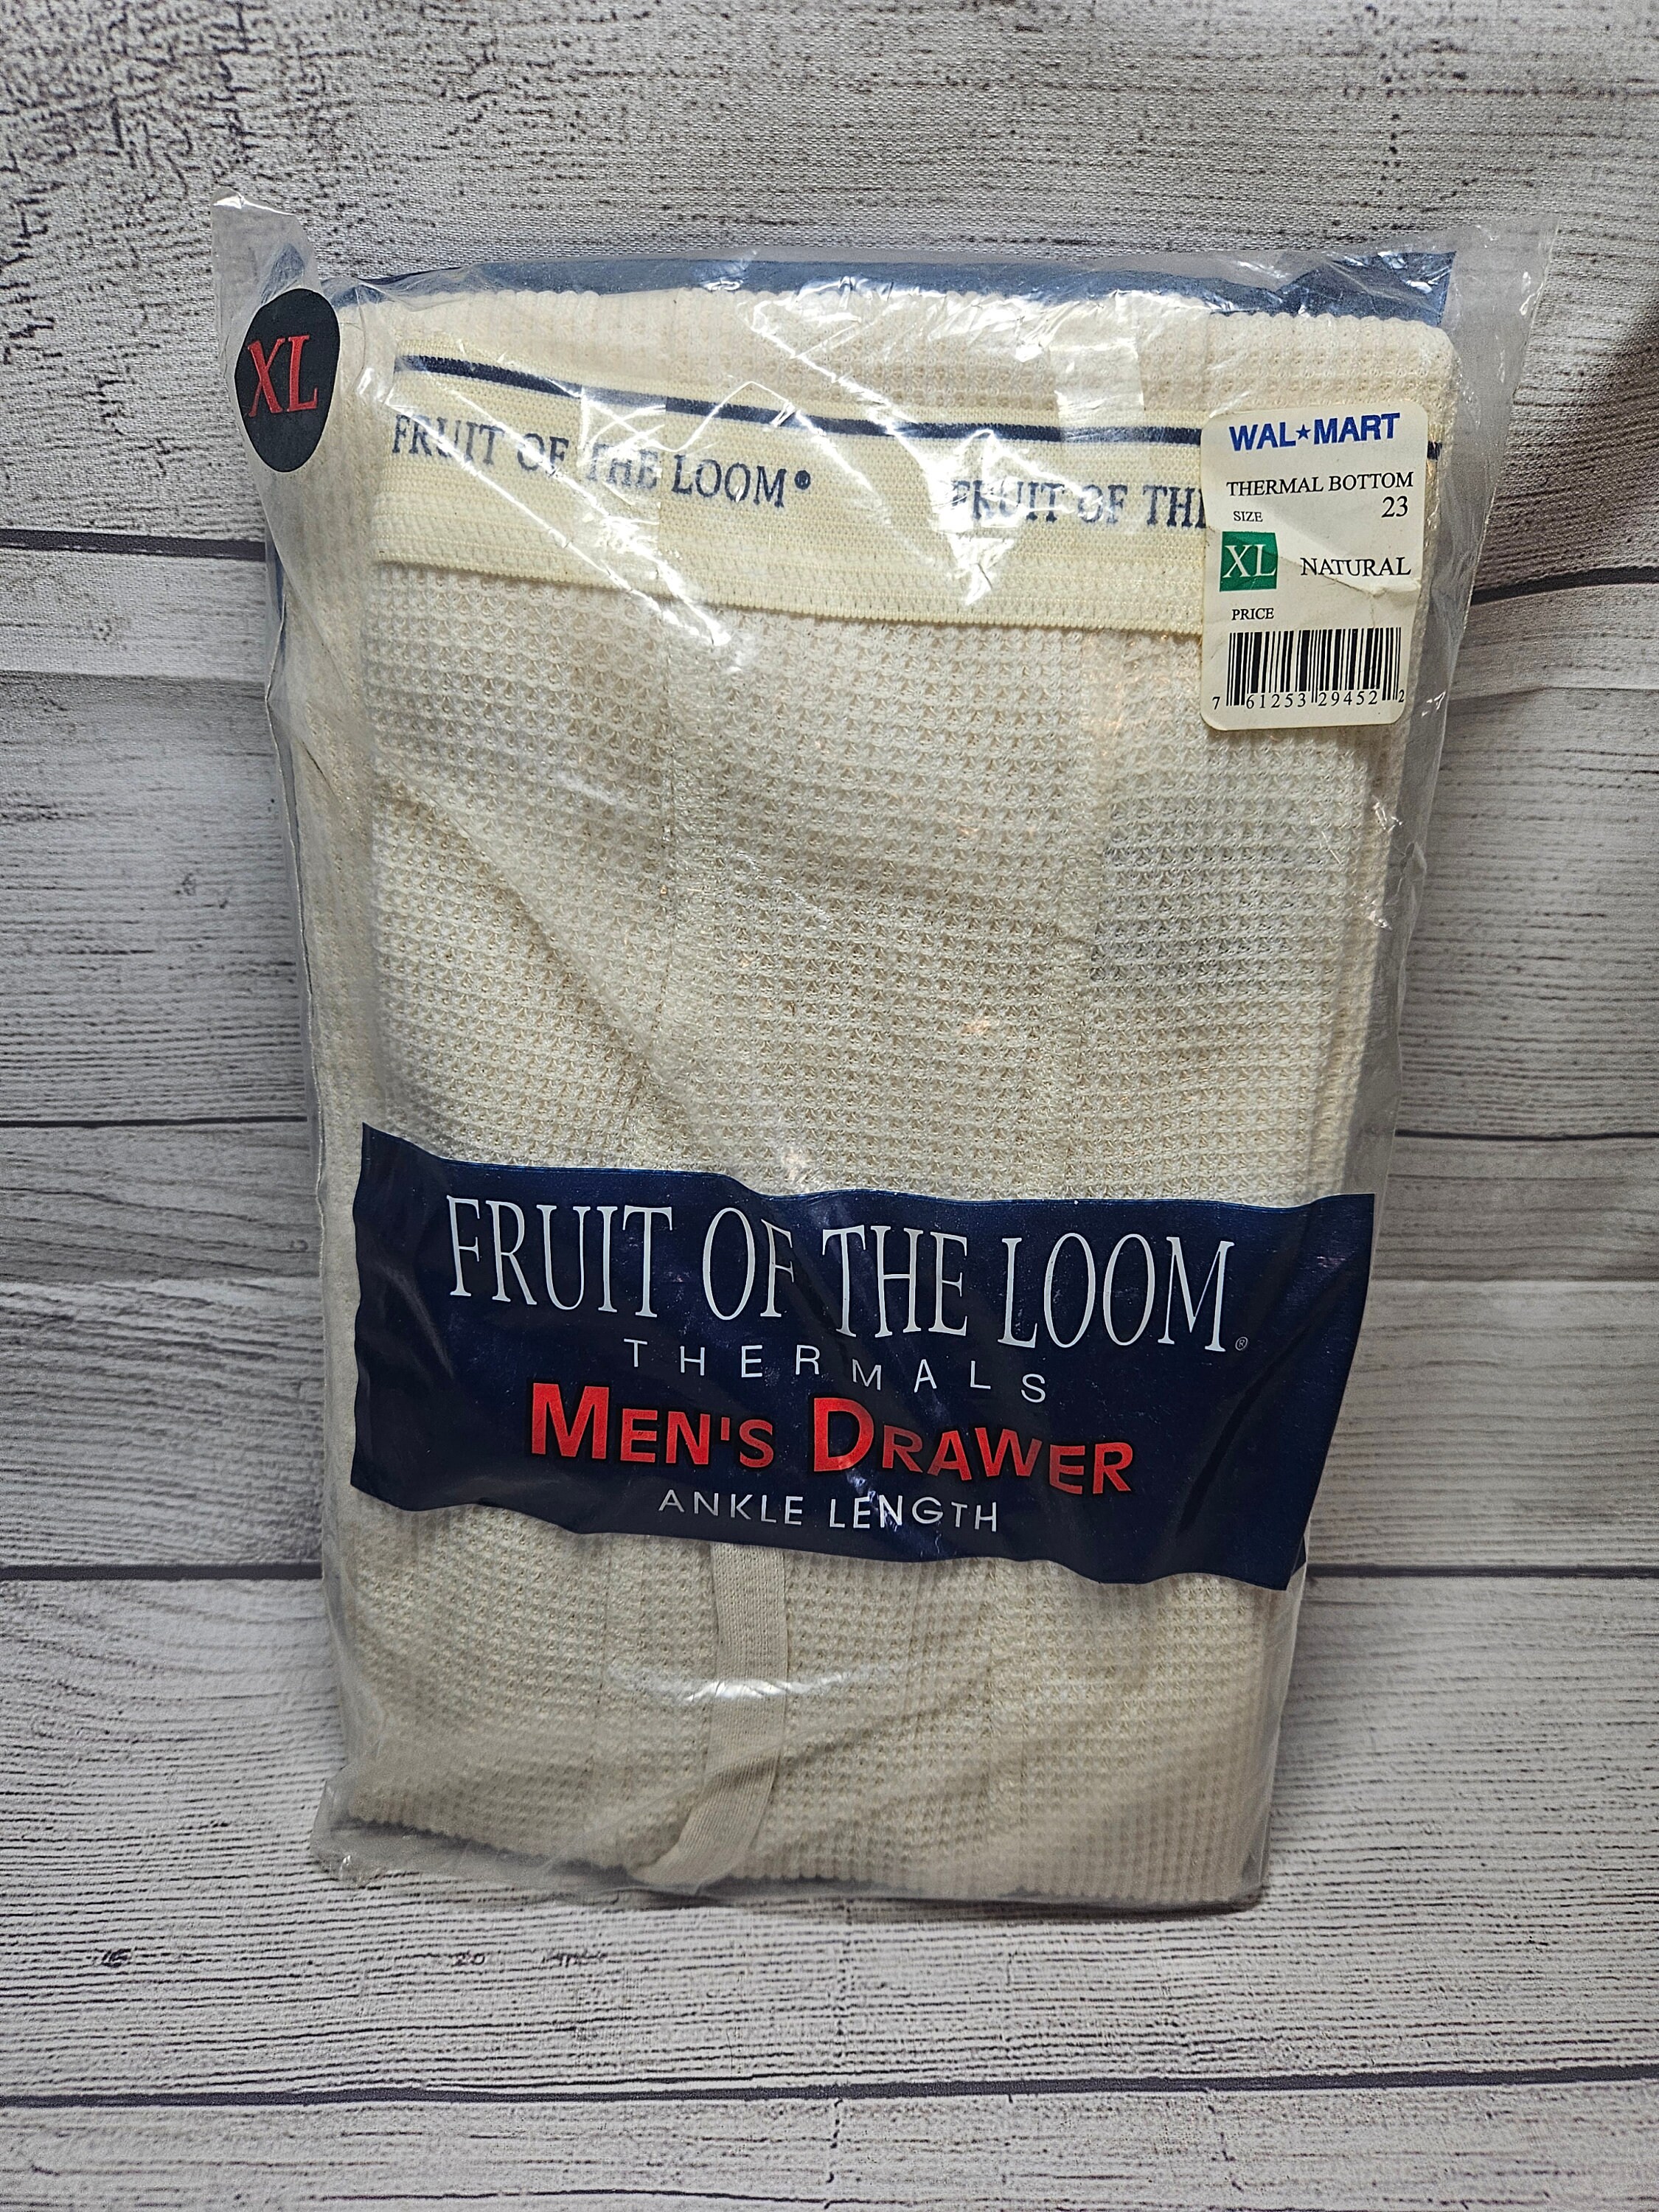 XL
FRUIT OF THE LOOM®
FRUIT OF TH
WAL★MART
THERMAL BOTTOM
23
SIZE
XL NATURAL
PRICE
7 61253 29452 2
FRUIT OF THE LOOM®
THERMALS
MEN'S DRAWER
ANKLE LENGTH